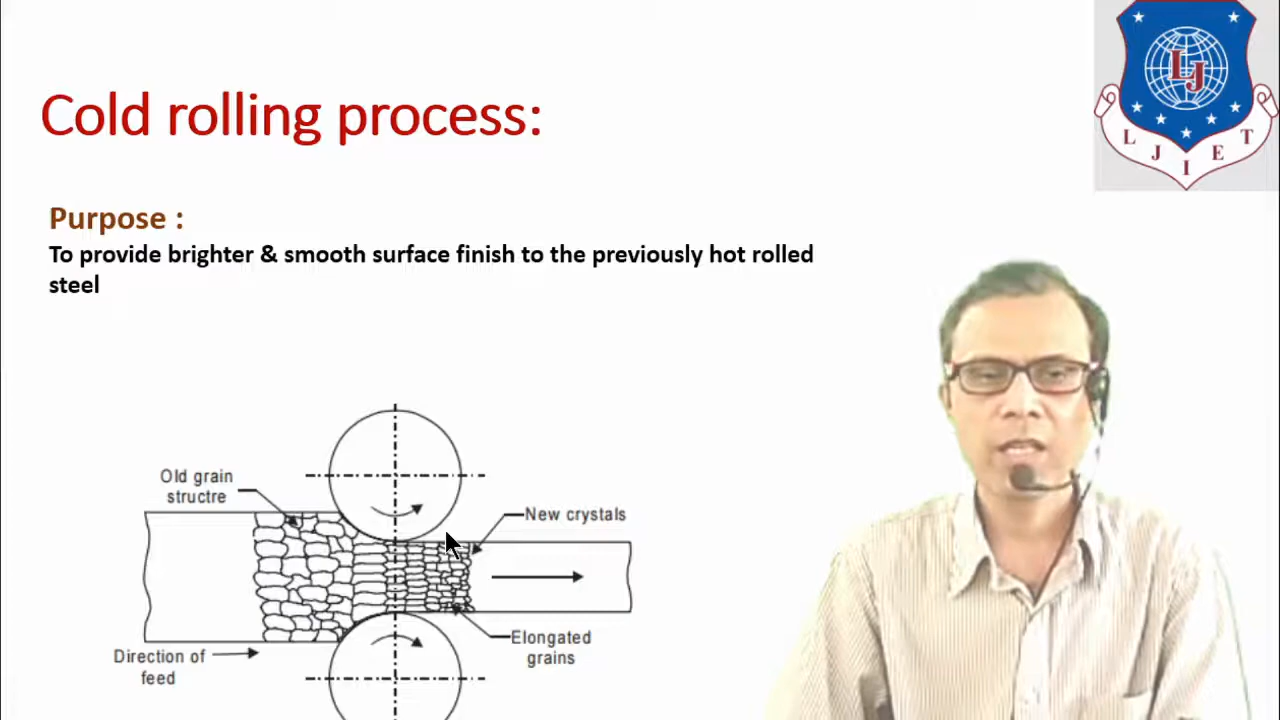 Cold rolling process:
LJ
L J I E T
Purpose :
To provide brighter & smooth surface finish to the previously hot rolled
steel
Old grain
structre
New crystals
Elongated
grains
Direction of
feed